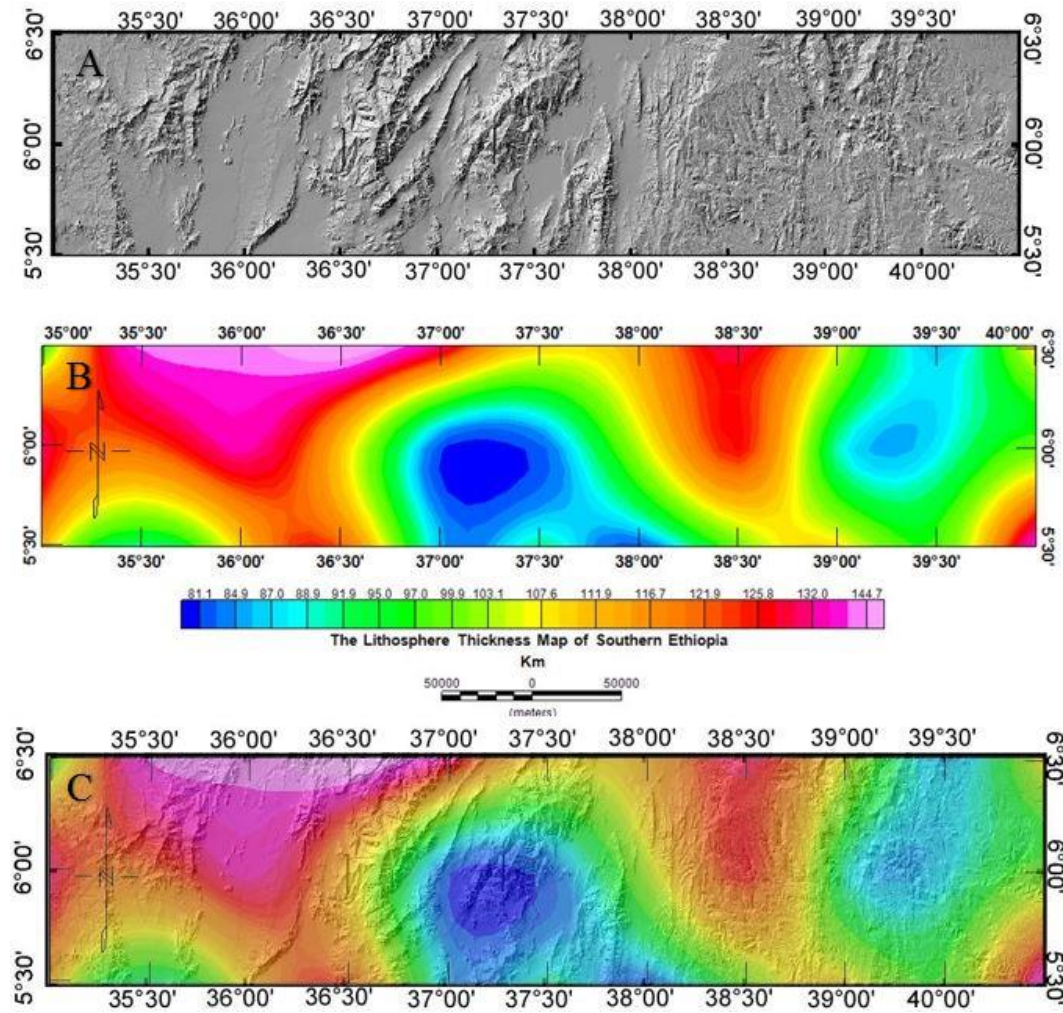 35°30' 36°00' 36°30' 37°00' 37°30' 38°00' 38°30' 39°00' 39°30'
6°30' 6°30'
A
6°00' 6°00'
5°30' 5°30'
35°30' 36°00' 36°30' 37°00' 37°30' 38°00' 38°30' 39°00' 40°00'
35°00' 35°30' 36°00' 37°00' 37°30' 38°00' 38°30' 39°00' 39°30' 40°00'
6°30'
B
N
6°00' 6°00'
5°30' 5°30'
35°30' 36°00' 36°30' 37°00' 37°30' 38°00' 38°30' 39°00' 39°30'
81.1 84.9 87.0 88.9 91.9 95.0 97.0 99.9 103.1 107.6 111.9 116.7 121.9 125.8 132.0 144.7
The Lithosphere Thickness Map of Southern Ethiopia
Km
50000 0 50000
(meters)
35°30' 36°00' 36°30' 37°00' 37°30' 38°00' 38°30' 39°00' 39°30'
6°30'
C
N
6°00' 6°00'
5°30' 5°30'
35°30' 36°00' 36°30' 37°00' 37°30' 38°00' 38°30' 39°00' 40°00'